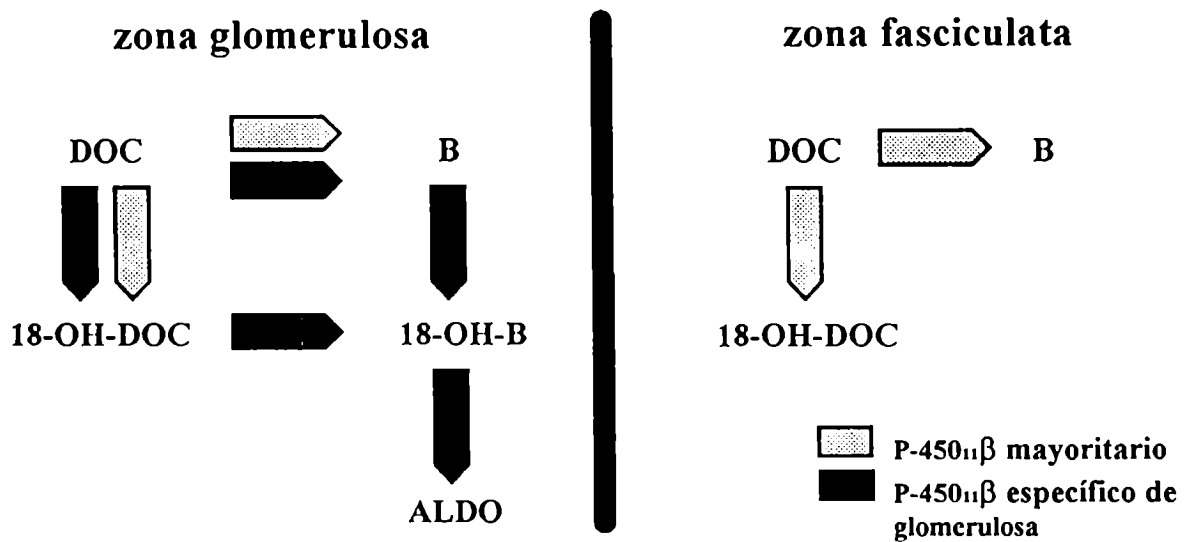 zona glomerulosa
DOC
B
18-OH-DOC
18-OH-B
ALDO
zona fasciculata
DOC
B
18-OH-DOC
P-450₁₁β mayoritario
P-450₁₁β específico de
glomerulosa